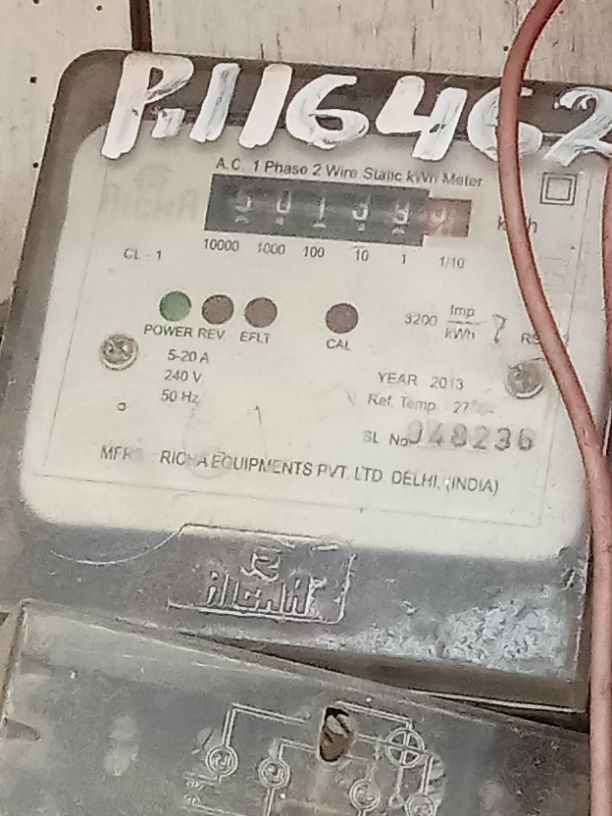 P.116462
A.C. 1 Phase 2 Wire Static kWh Meter
10000 1000 100 10 1 1/10
CL - 1
3200 Imp/kWh
POWER REV. EFLT CAL
5-20 A
240 V
50 Hz
YEAR 2013
Ref. Temp. 27
SL No 048236
RICHA EQUIPMENTS PVT. LTD. DELHI, (INDIA)
RICHA